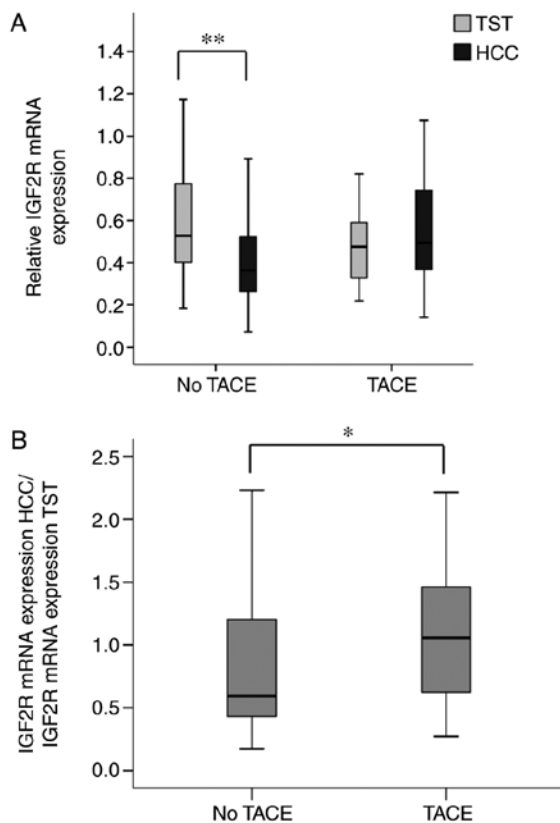 A
TST
HCC
**
1.4
1.2
1.0
0.8
0.6
0.4
0.2
0.0
Relative IGF2R mRNA
expression
No TACE
TACE
B
*
2.5
2.0
1.5
1.0
0.5
0.0
IGF2R mRNA expression HCC/
IGF2R mRNA expression TST
No TACE
TACE